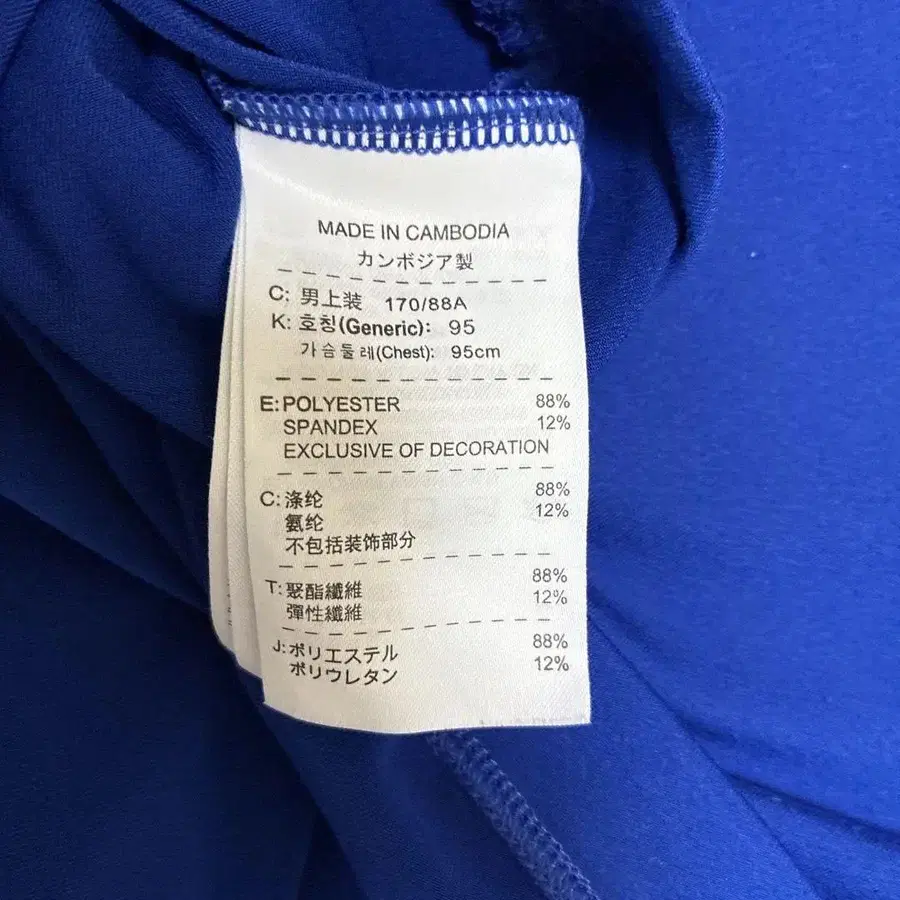 MADE IN CAMBODIA
カンボジア製
C: 男上装 170/88A
K: 호칭(Generic): 95
가슴둘레(Chest): 95cm
E: POLYESTER 88%
SPANDEX 12%
EXCLUSIVE OF DECORATION
C: 涤纶 88%
氨纶 12%
不包括装饰部分
T: 聚酯纖維 88%
彈性纖維 12%
J: ポリエステル 88%
ポリウレタン 12%